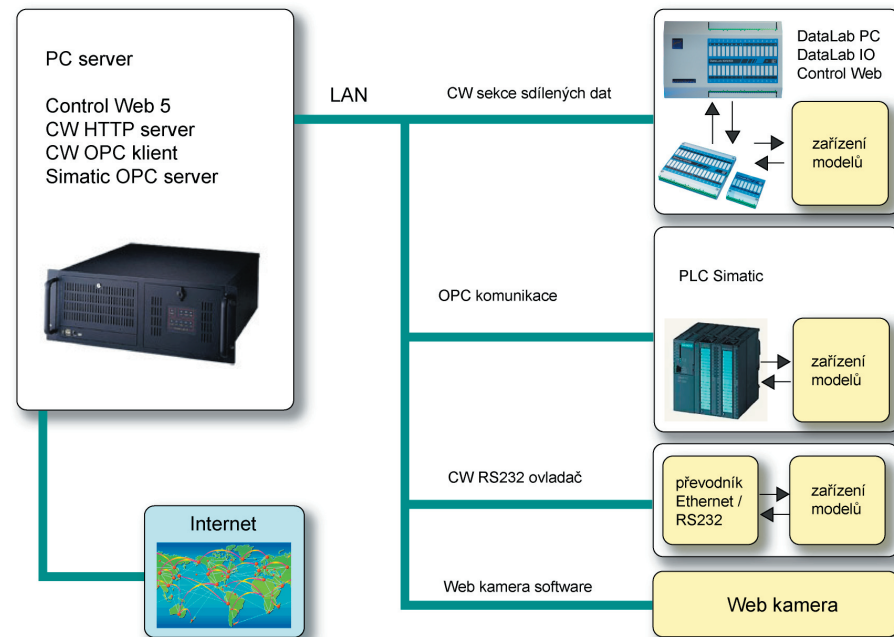 PC server
Control Web 5
CW HTTP server
CW OPC klient
Simatic OPC server
LAN
CW sekce sdílených dat
DataLab PC
DataLab IO
Control Web
zařízení
modelů
OPC komunikace
PLC Simatic
zařízení
modelů
CW RS232 ovladač
převodník
Ethernet /
RS232
zařízení
modelů
Internet
Web kamera software
Web kamera